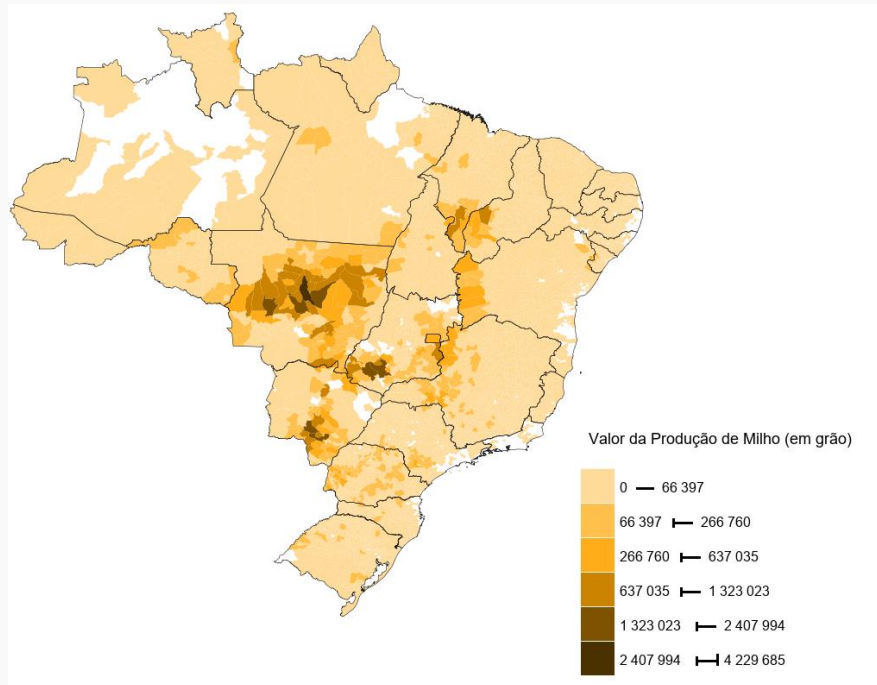 Valor da Produção de Milho (em grão)
0 — 66 397
66 397 ⊢ 266 760
266 760 ⊢ 637 035
637 035 ⊢ 1 323 023
1 323 023 ⊢ 2 407 994
2 407 994 ⊢⊣ 4 229 685